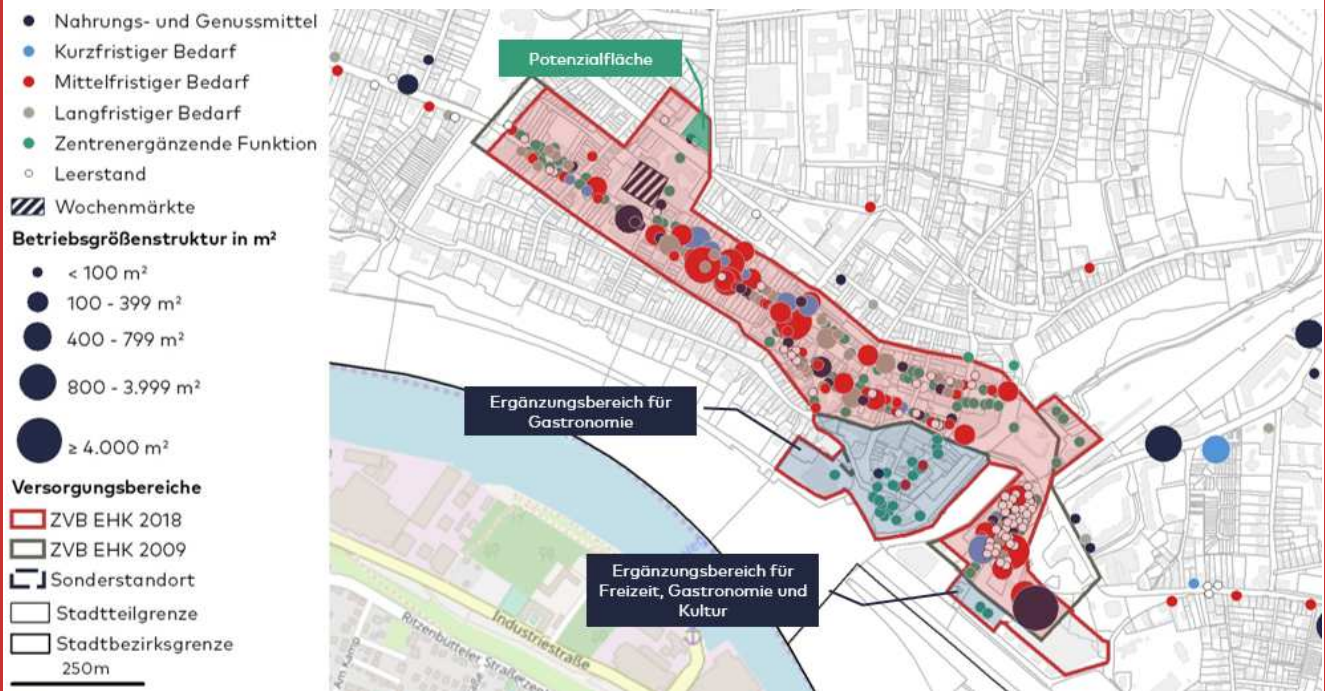 Nahrungs- und Genussmittel
Kurzfristiger Bedarf
Mittelfristiger Bedarf
Langfristiger Bedarf
Zentrenergänzende Funktion
Leerstand
Wochenmärkte
Betriebsgrößenstruktur in m²
< 100 m²
100 - 399 m²
400 - 799 m²
800 - 3.999 m²
≥ 4.000 m²
Versorgungsbereiche
ZVB EHK 2018
ZVB EHK 2009
Sonderstandort
Stadtteilgrenze
Stadtbezirksgrenze
250m
Potenzialfläche
Ergänzungsbereich für
Gastronomie
Ergänzungsbereich für
Freizeit, Gastronomie und
Kultur
Industriestraße
Ritzenbütteler Straße
Am Kamp